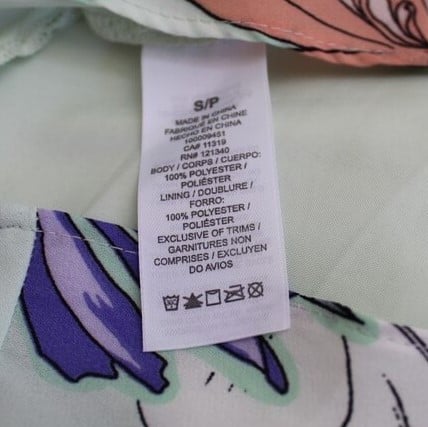 S/P
MADE IN CHINA
FABRIQUÉ EN CHINE
HECHO EN CHINA
100009451
CA# 11319
RN# 121340
BODY / CORPS / CUERPO:
100% POLYESTER /
POLIÉSTER
LINING / DOUBLURE /
FORRO:
100% POLYESTER /
POLIÉSTER
EXCLUSIVE OF TRIMS /
GARNITURES NON
COMPRISES / EXCLUYEN
DO AVIOS